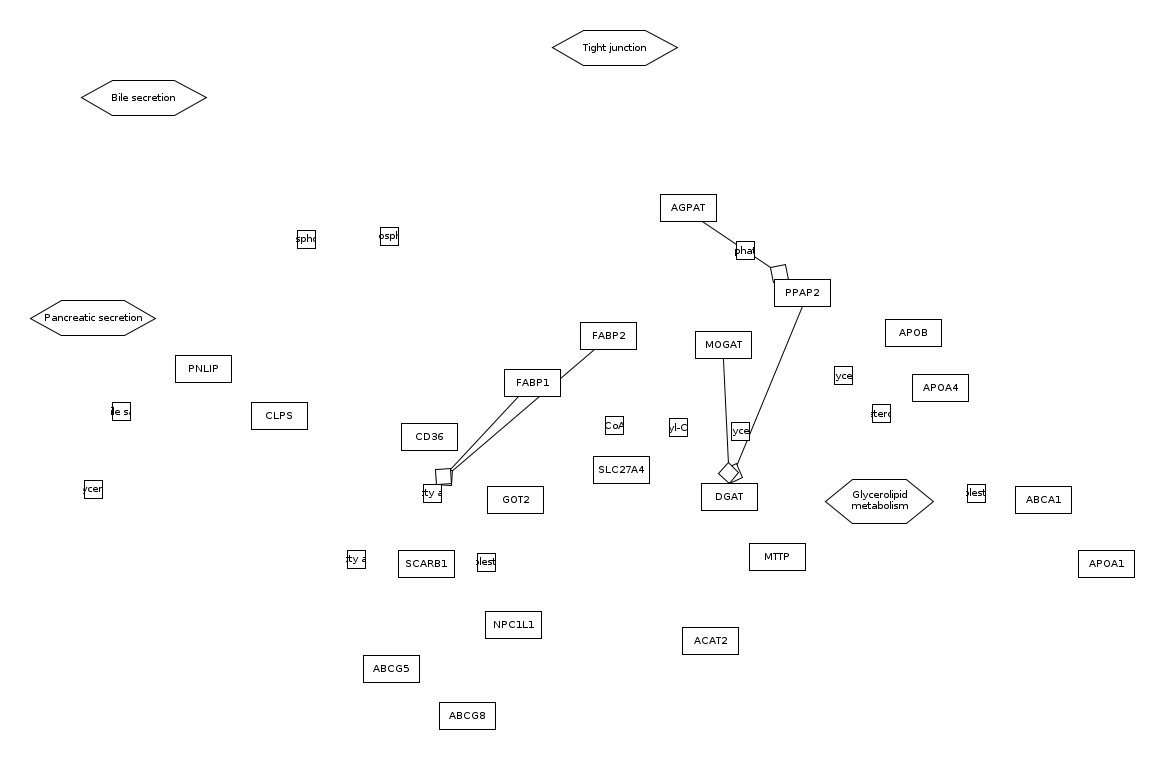 Tight junction
Bile secretion
AGPAT
spho
osph
phat
PPAP2
Pancreatic secretion
FABP2
APOB
MOGAT
PNLIP
FABP1
yce
APOA4
ile sa
CLPS
terc
CoA
yl-C
yce
CD36
SLC27A4
ycer
ty a
GOT2
DGAT
Glycerolipid
metabolism
lest
ABCA1
ty a
SCARB1
lest
MTTP
APOA1
NPC1L1
ACAT2
ABCG5
ABCG8